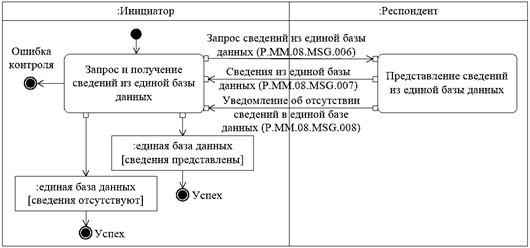 :Инициатор
:Респондент
Ошибка
контроля
Запрос и получение
сведений из единой базы
данных
Запрос сведений из единой базы
данных (P.MM.08.MSG.006)
Сведения из единой базы
данных (P.MM.08.MSG.007)
Уведомление об отсутствии
сведений в единой базе
данных (P.MM.08.MSG.008)
Представление сведений
из единой базы данных
:единая база данных
[сведения представлены]
Успех
:единая база данных
[сведения отсутствуют]
Успех